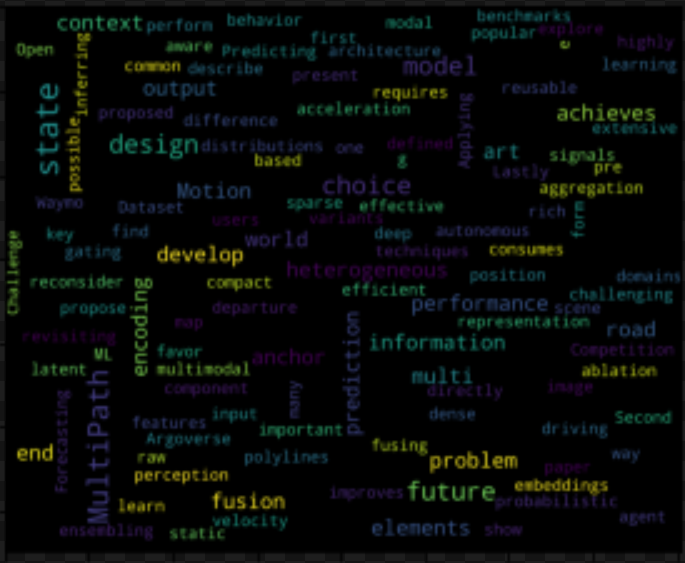 context perform behavior modal benchmarks
popular explore
first
Open inferring aware Predicting architecture e highly
common describe model learning
present
output requires reusable
state proposed acceleration Applying achieves
difference extensive
possible design distributions one defined art signals
based g Lastly pre
Motion choice aggregation
Waymo Dataset sparse effective rich form
users variants
key find world deep autonomous
gating develop techniques consumes
Challenge heterogeneous position domains
reconsider encoding compact efficient challenging
propose departure performance scene
map prediction representation road
revisiting information
ML favor anchor Competition
latent multimodal multi ablation
component many directly image
MultiPath input dense Second
Forecasting features driving
Argoverse important
end raw polylines fusing problem way
perception paper
learn fusion improves future embeddings
probabilistic
velocity agent
ensembling static elements show